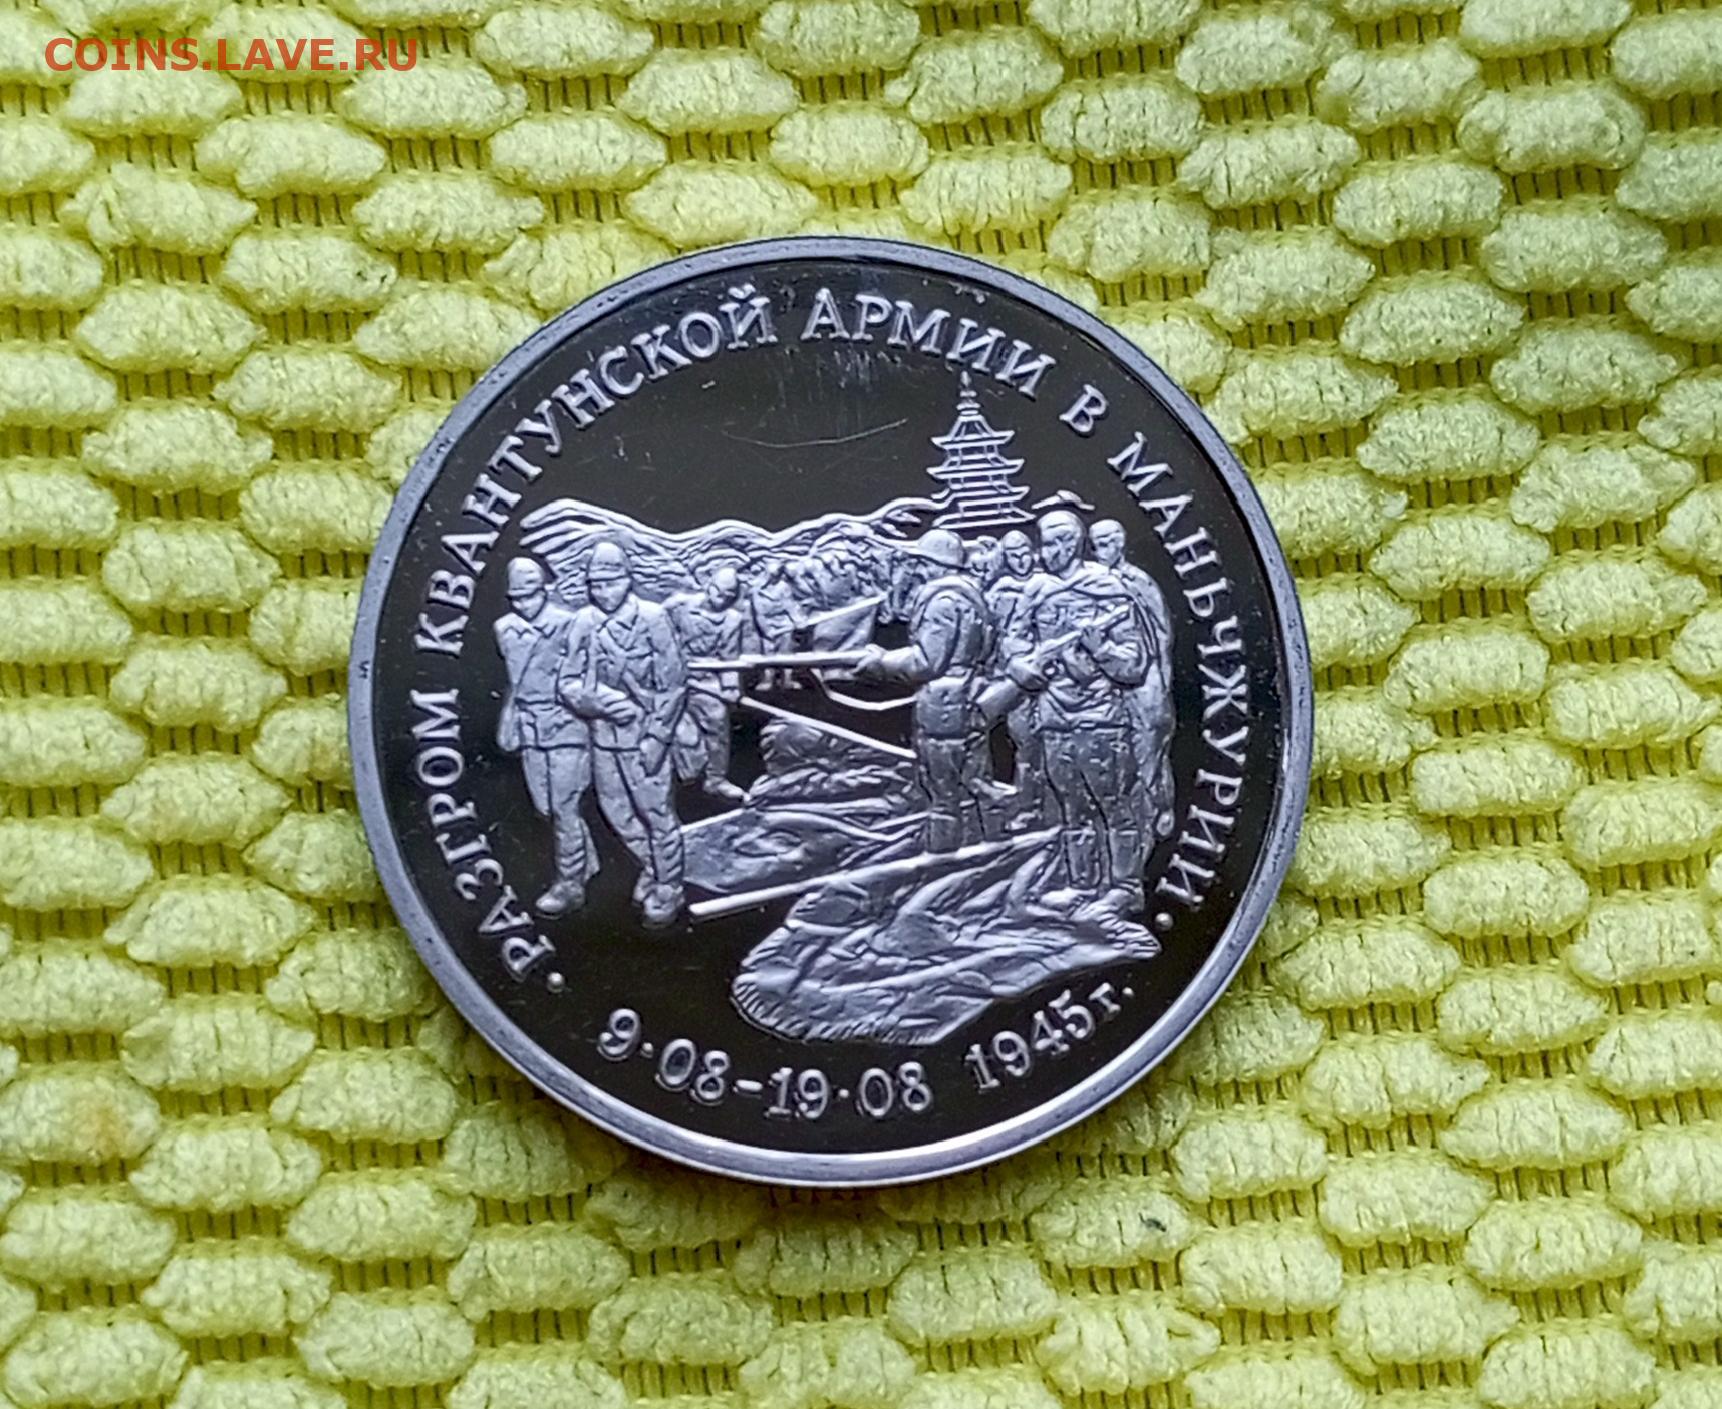 COINS.LAVE.RU
· РАЗГРОМ КВАНТУНСКОЙ АРМИИ В МАНЬЧЖУРИИ ·
9·08-19·08 1945г.